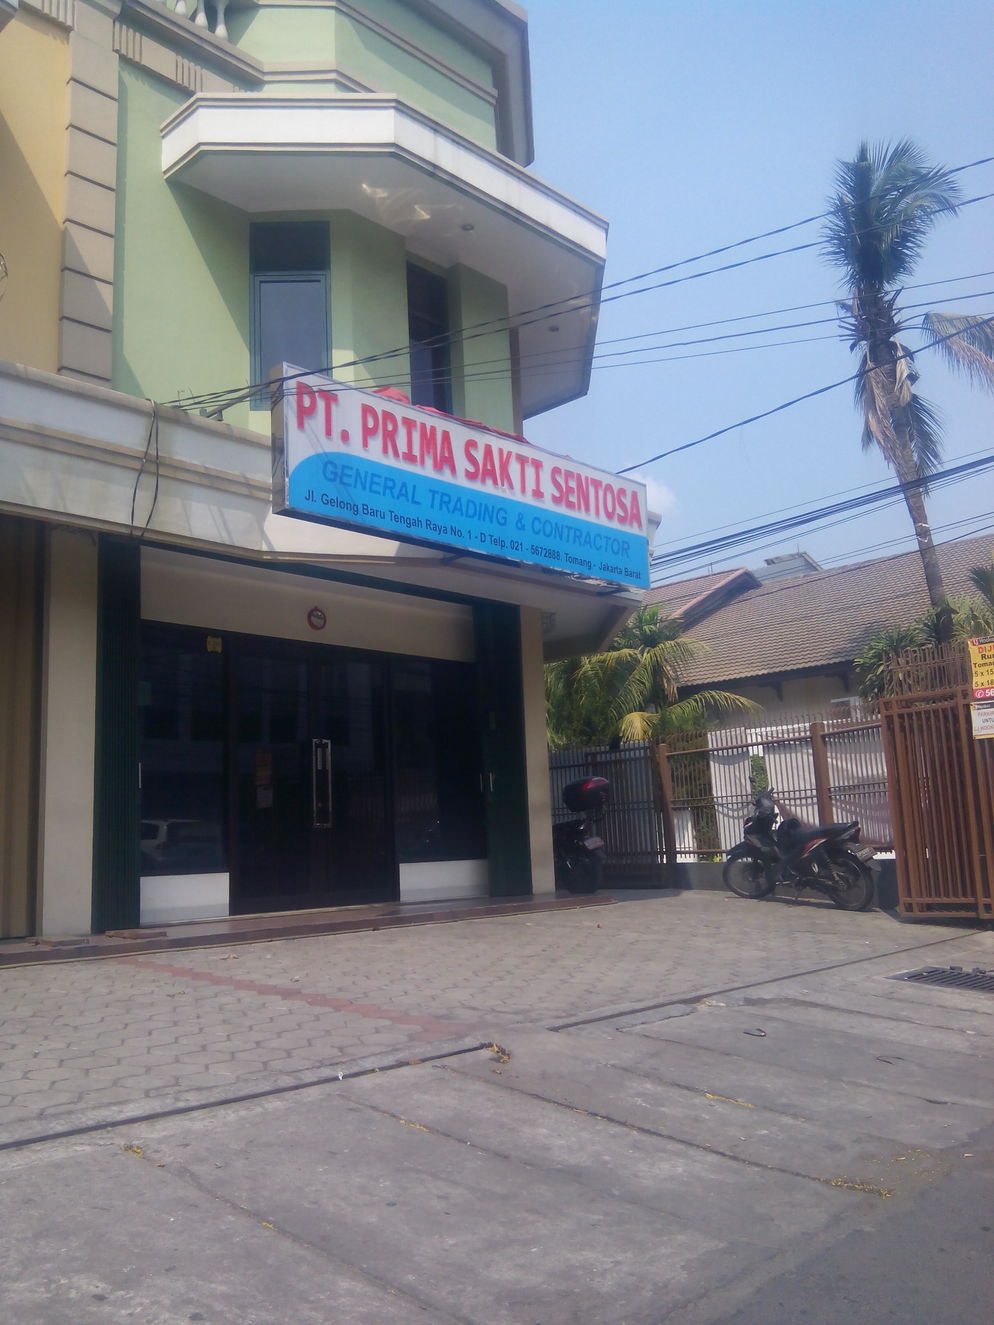 PT. PRIMA SAKTI SENTOSA
GENERAL TRADING & CONTRACTOR
Jl. Gelong Baru Tengah Raya No. 1 - D Telp. 021 - 5672888. Tomang - Jakarta Barat